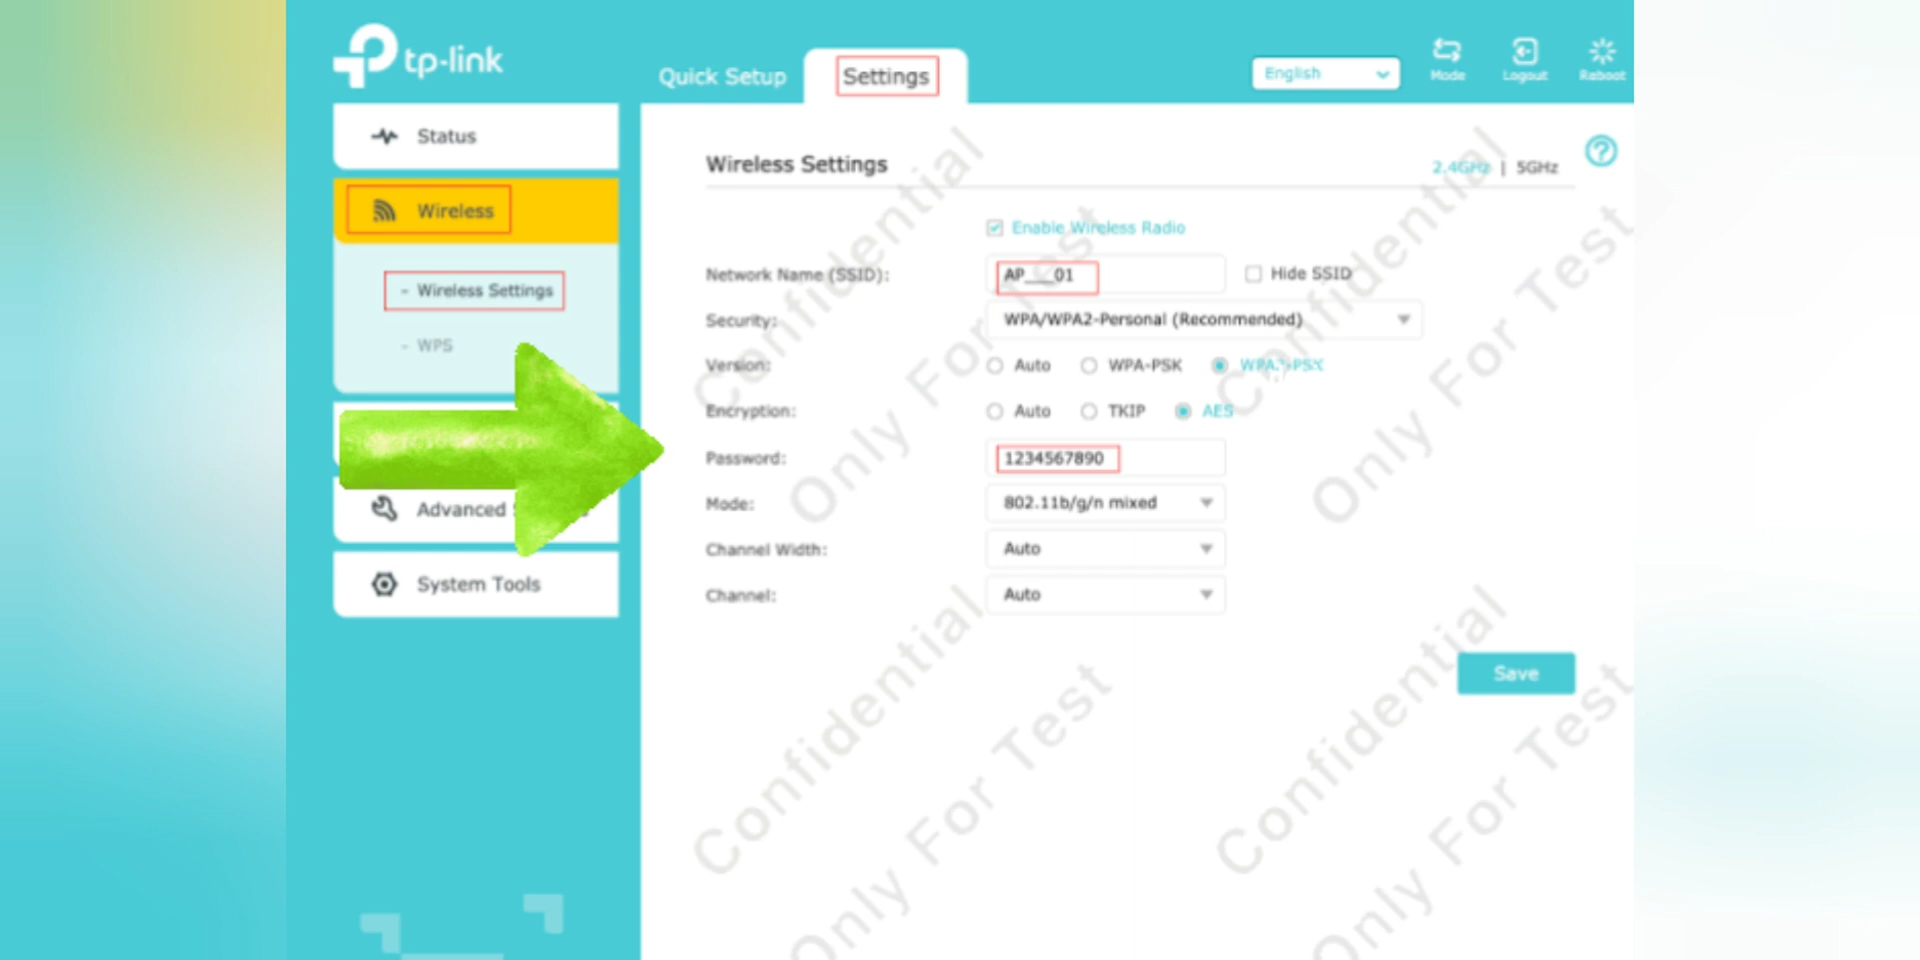 tp-link
Quick Setup
Settings
English
Mode
Logout
Reboot
Status
Wireless
- Wireless Settings
- WPS
Advanced
System Tools
Wireless Settings
2.4GHz | 5GHz
Enable Wireless Radio
Network Name (SSID): AP___01 Hide SSID
Security: WPA/WPA2-Personal (Recommended)
Version: Auto WPA-PSK WPA2-PSK
Encryption: Auto TKIP AES
Password: 1234567890
Mode: 802.11b/g/n mixed
Channel Width: Auto
Channel: Auto
Save
Confidential
Only For Test
Confidential
Only For Test
Confidential
Only For Test
Confidential
Only For Test